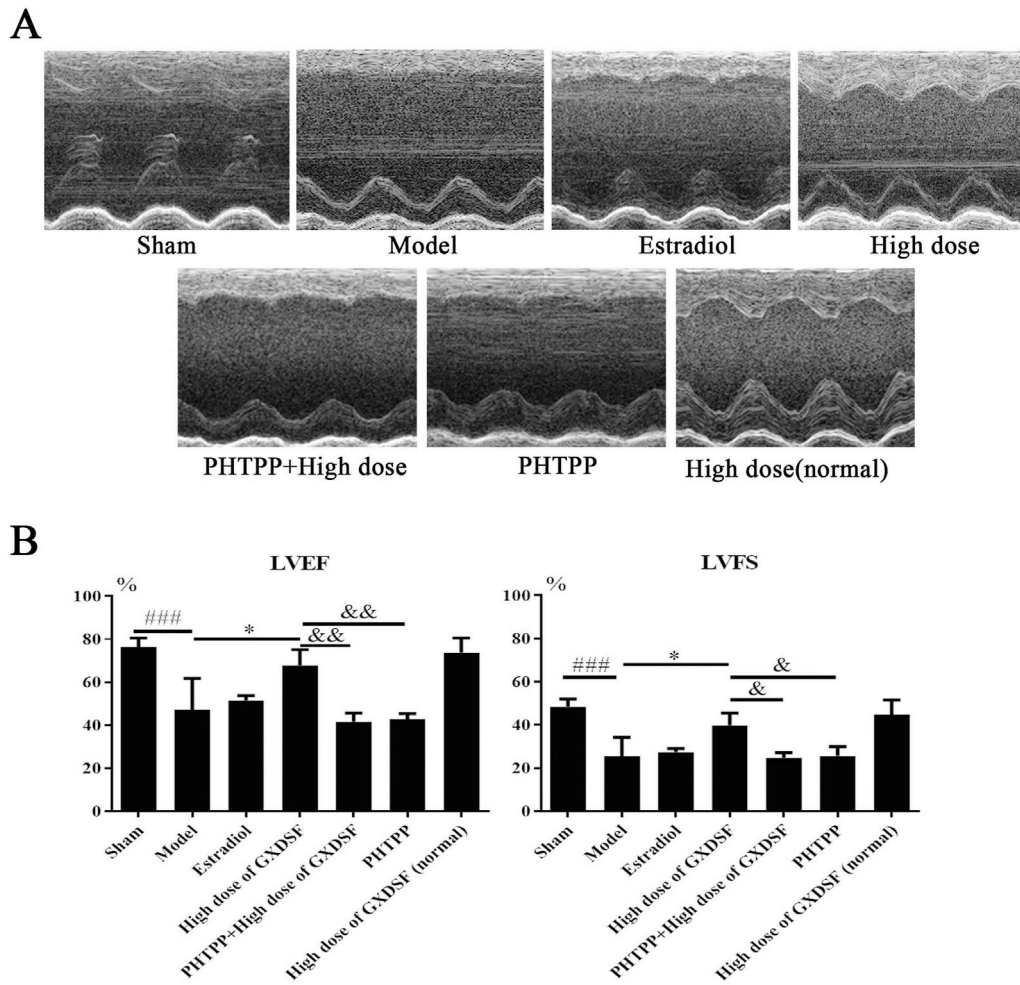 A
Sham Model Estradiol High dose
PHTPP+High dose PHTPP High dose(normal)
B
LVEF
%
100
80
60
40
20
0
###
*
&&
&&
Sham
Model
Estradiol
High dose of GXDSF
PHTPP+High dose of GXDSF
PHTPP
High dose of GXDSF (normal)
LVFS
%
100
80
60
40
20
0
###
*
&
&
Sham
Model
Estradiol
High dose of GXDSF
PHTPP+High dose of GXDSF
PHTPP
High dose of GXDSF (normal)